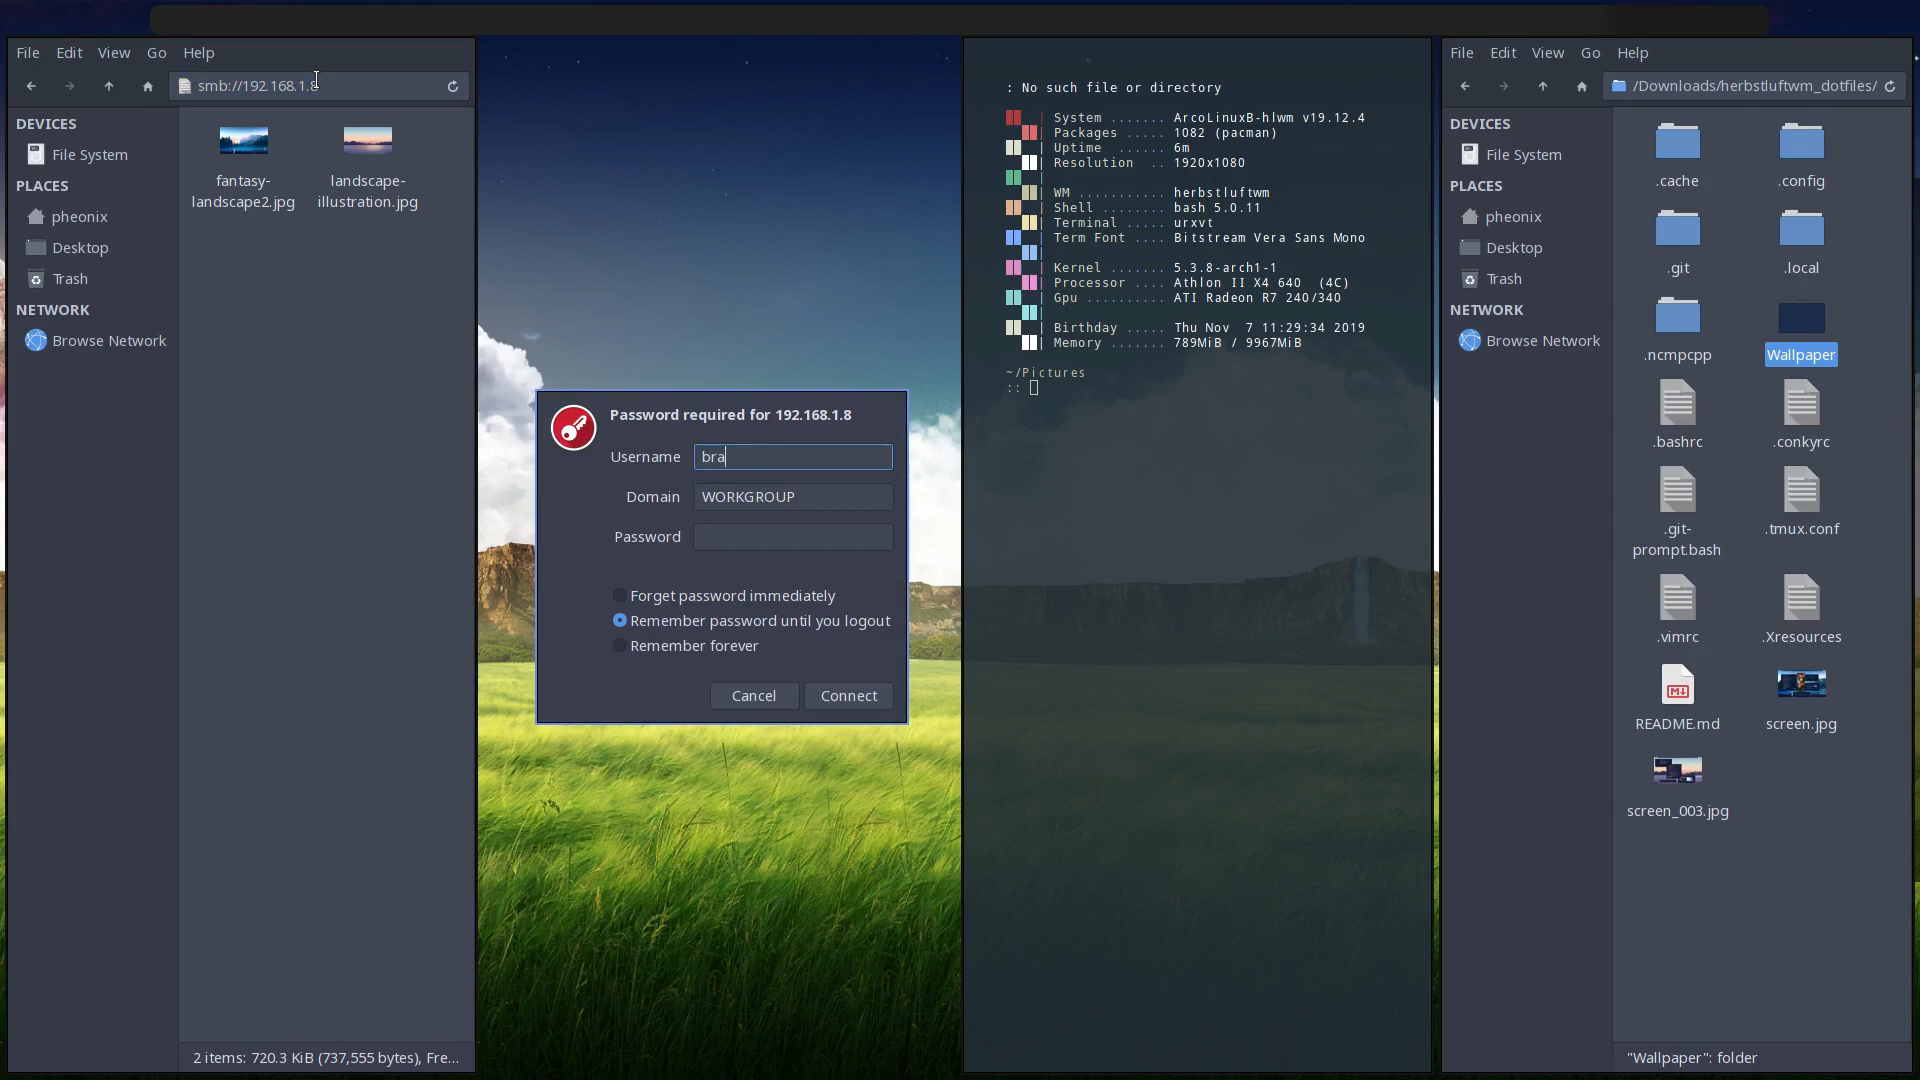 File Edit View Go Help
smb://192.168.1.8
DEVICES
File System
PLACES
pheonix
Desktop
Trash
NETWORK
Browse Network
fantasy-
landscape2.jpg
landscape-
illustration.jpg
2 items: 720.3 KiB (737,555 bytes), Fre...
Password required for 192.168.1.8
Username bra
Domain WORKGROUP
Password
Forget password immediately
Remember password until you logout
Remember forever
Cancel Connect
: No such file or directory
System ....... ArcoLinuxB-hlwm v19.12.4
Packages ..... 1082 (pacman)
Uptime ...... 6m
Resolution .. 1920x1080
WM ........... herbstluftwm
Shell ........ bash 5.0.11
Terminal ..... urxvt
Term Font .... Bitstream Vera Sans Mono
Kernel ....... 5.3.8-arch1-1
Processor .... Athlon II X4 640 (4C)
Gpu .......... ATI Radeon R7 240/340
Birthday ..... Thu Nov 7 11:29:34 2019
Memory ....... 789MiB / 9967MiB
~/Pictures
::
File Edit View Go Help
/Downloads/herbstluftwm_dotfiles/
DEVICES
File System
PLACES
pheonix
Desktop
Trash
NETWORK
Browse Network
.cache .config
.git .local
.ncmpcpp Wallpaper
.bashrc .conkyrc
.git-
prompt.bash
.tmux.conf
.vimrc .Xresources
README.md screen.jpg
screen_003.jpg
"Wallpaper": folder